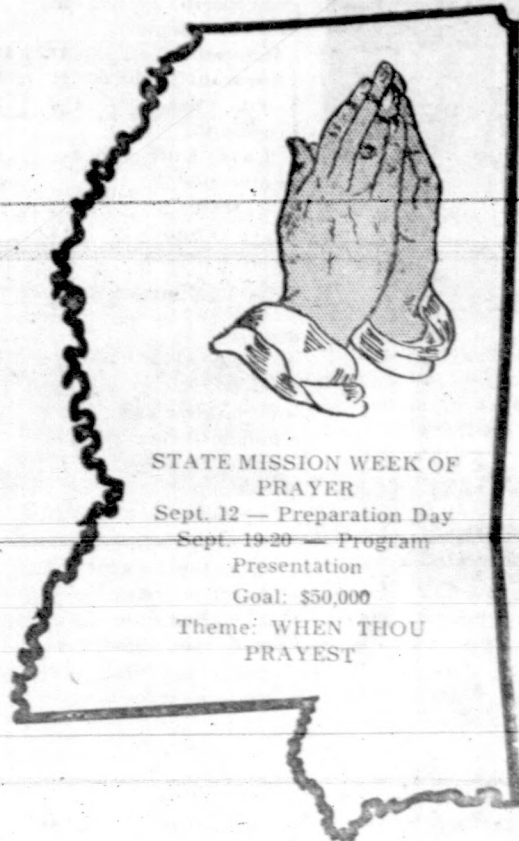 STATE MISSION WEEK OF
PRAYER
Sept. 12 — Preparation Day
Sept. 19-20 — Program
Presentation
Goal: $50,000
Theme: WHEN THOU
PRAYEST